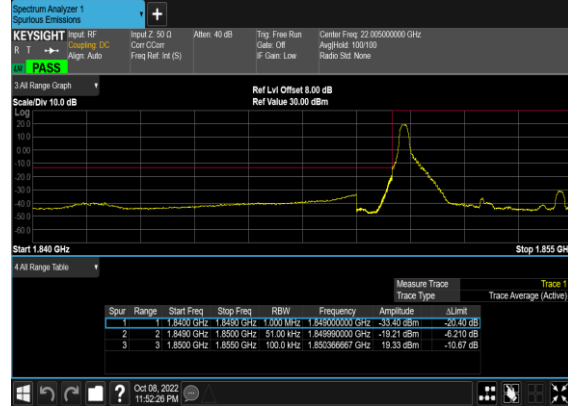 Spectrum Analyzer 1
Spurious Emissions
+
KEYSIGHT Input: RF Input Z: 50 Ω Atten: 40 dB Trig: Free Run Center Freq: 22.005000000 GHz
R T Coupling: DC Corr CCorr Gate: Off Avg|Hold: 100/100
Align: Auto Freq Ref: Int (S) IF Gain: Low Radio Std: None
PASS
3 All Range Graph
Ref Lvl Offset 8.00 dB
Scale/Div 10.0 dB Ref Value 30.00 dBm
Log
20.0
10.0
0.00
-10.0
-20.0
-30.0
-40.0
-50.0
-60.0
Start 1.840 GHz Stop 1.855 GH
4 All Range Table
Measure Trace Trace 1
Trace Type Trace Average (Active)
Spur Range Start Freq Stop Freq RBW Frequency Amplitude ΔLimit
1 1 1.8400 GHz 1.8490 GHz 1.000 MHz 1.849000000 GHz -33.40 dBm -20.40 dB
2 2 1.8490 GHz 1.8500 GHz 51.00 kHz 1.849990000 GHz -19.21 dBm -6.210 dB
3 3 1.8500 GHz 1.8550 GHz 100.0 kHz 1.850366667 GHz 19.33 dBm -10.67 dB
? Oct 08, 2022
11:52:26 PM